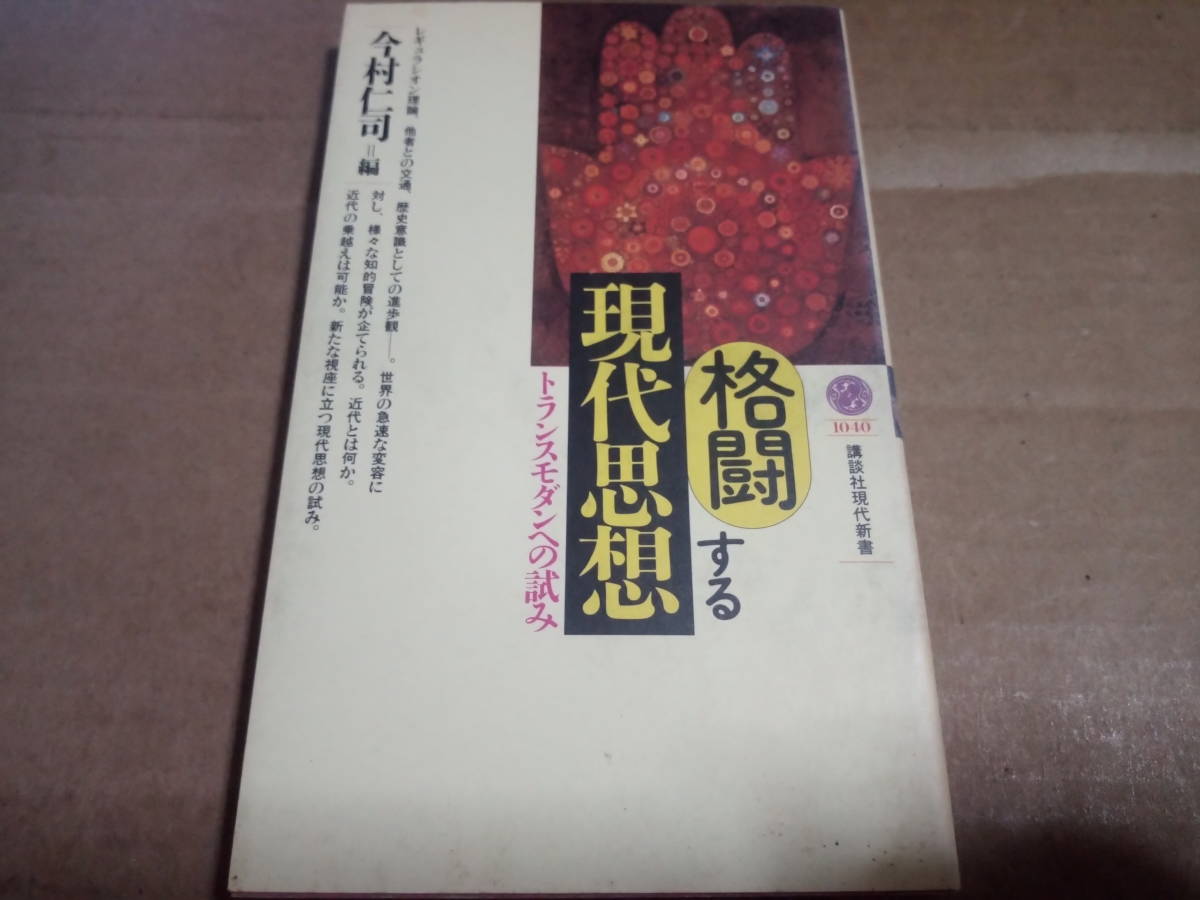 1040
講談社現代新書
格闘する
現代思想
トランスモダンへの試み
レギュラシオン理論、他者との交通、歴史意識としての進歩観――。世界の急速な変容に
対し、様々な知的冒険が企てられる。近代とは何か。
近代の乗越えは可能か。新たな視座に立つ現代思想の試み。
今村仁司=編